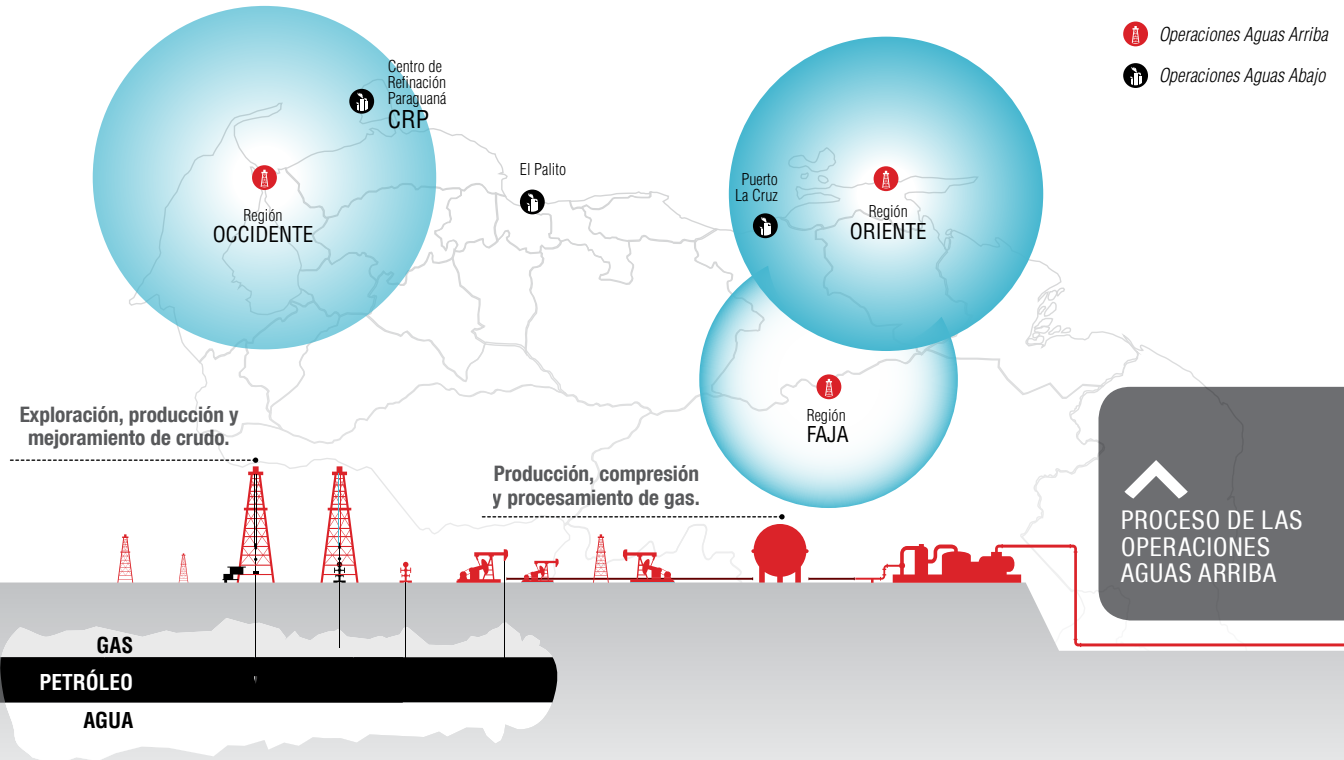 Operaciones Aguas Arriba
Operaciones Aguas Abajo
Centro de
Refinación
Paraguaná
CRP
El Palito
Puerto
La Cruz
Región
OCCIDENTE
Región
ORIENTE
Región
FAJA
Exploración, producción y
mejoramiento de crudo.
Producción, compresión
y procesamiento de gas.
PROCESO DE LAS
OPERACIONES
AGUAS ARRIBA
GAS
PETRÓLEO
AGUA